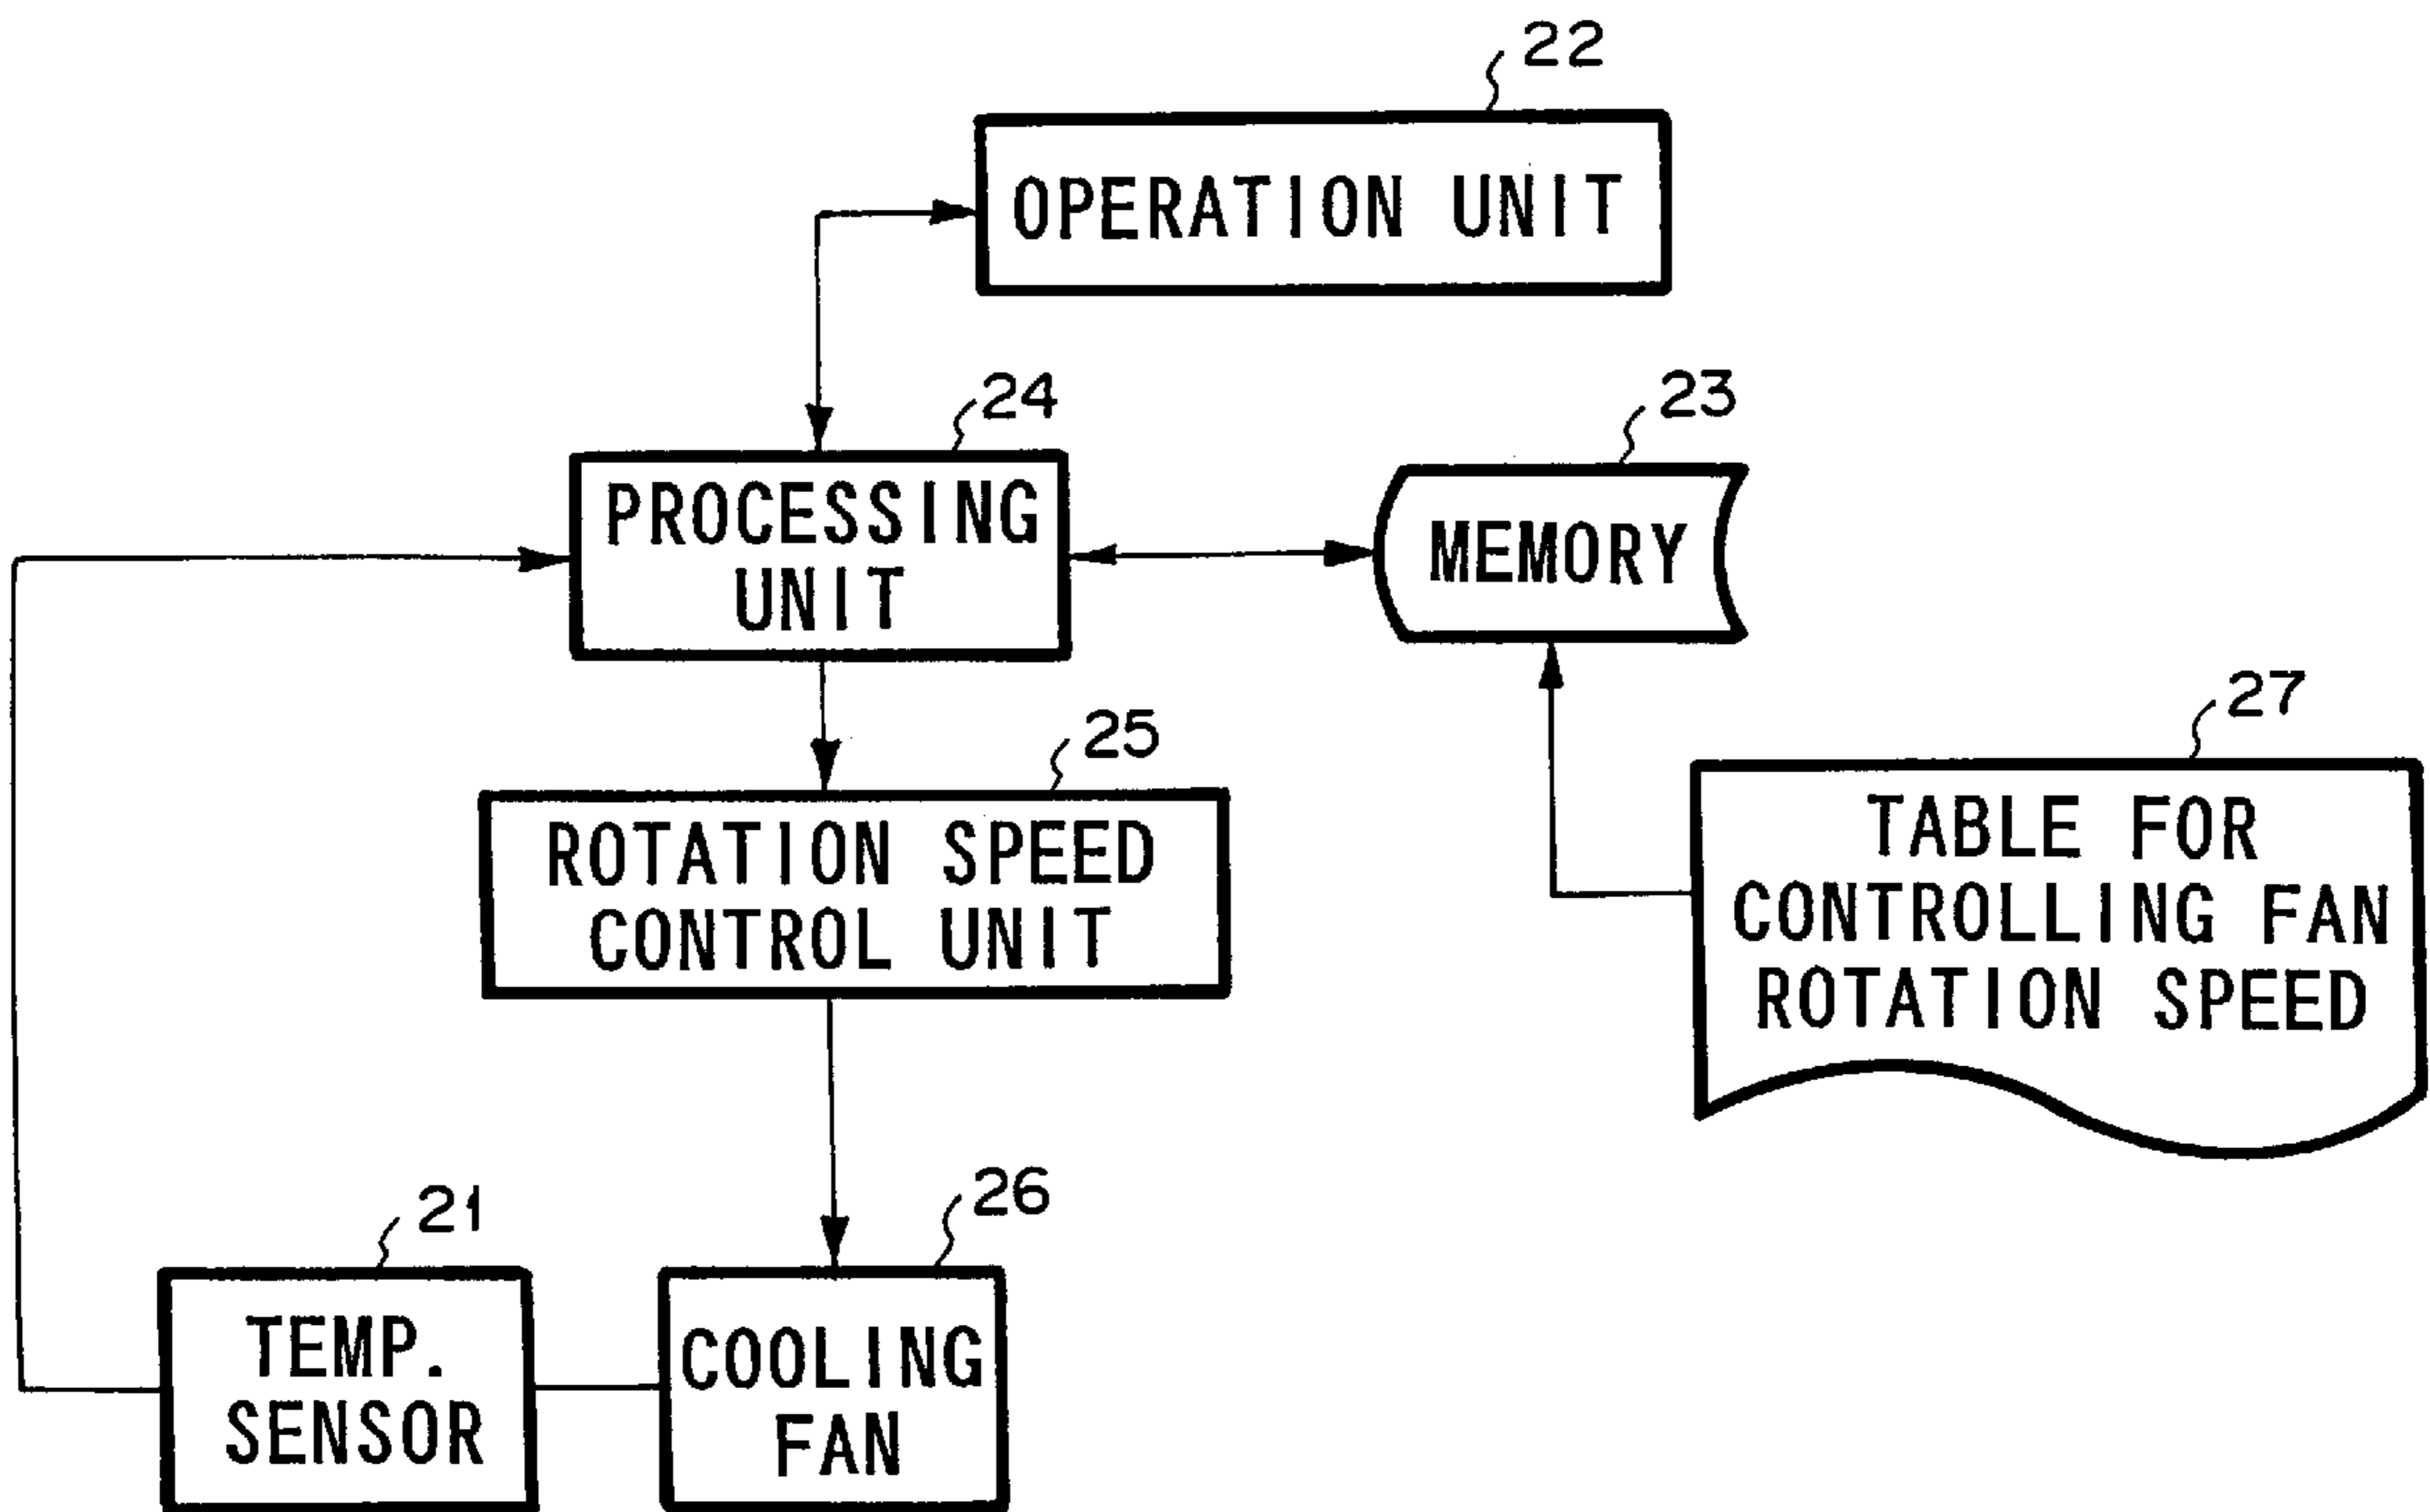 22
OPERATION UNIT
24
PROCESSING
UNIT
23
MEMORY
25
ROTATION SPEED
CONTROL UNIT
27
TABLE FOR
CONTROLLING FAN
ROTATION SPEED
21
TEMP.
SENSOR
26
COOLING
FAN